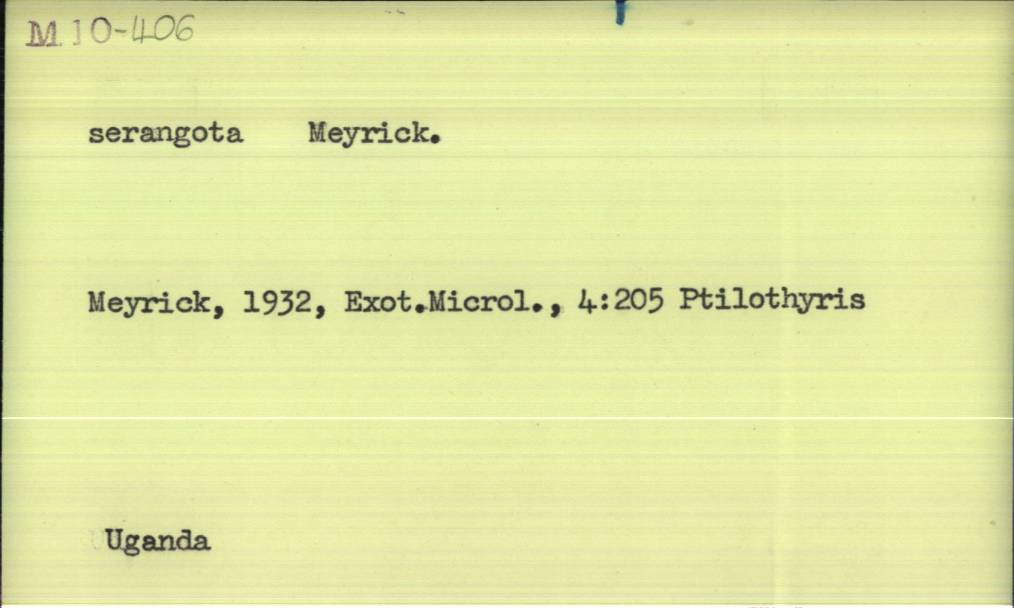 M 10-406
serangota Meyrick.
Meyrick, 1932, Exot.Microl., 4:205 Ptilothyris
Uganda